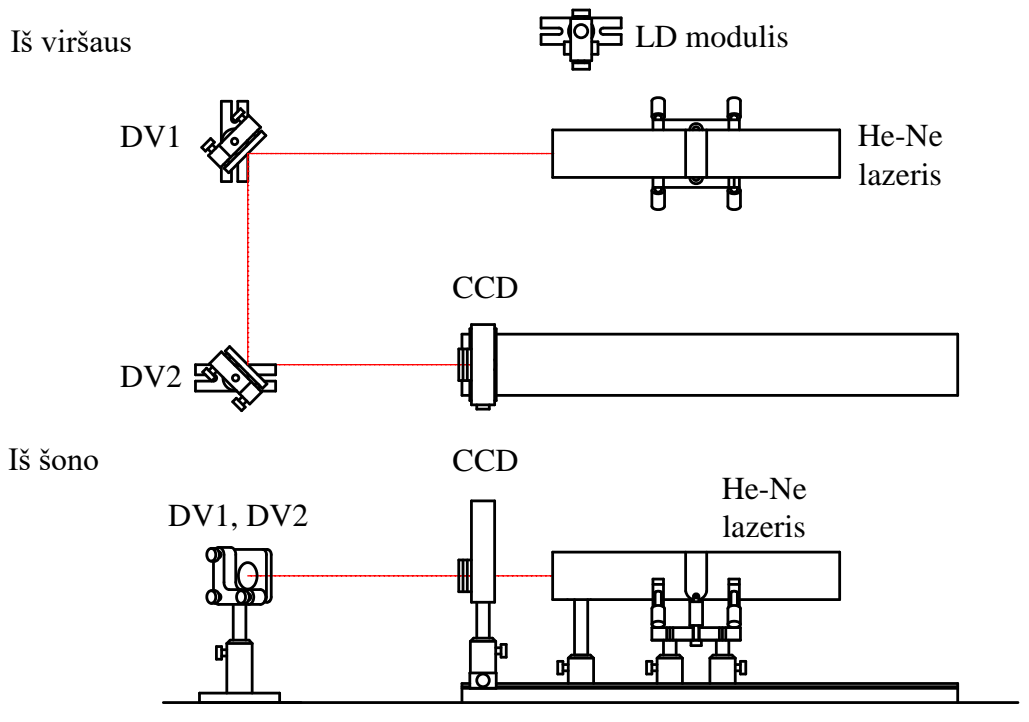 Iš viršaus
LD modulis
DV1
He-Ne
lazeris
CCD
DV2
Iš šono
CCD
He-Ne
lazeris
DV1, DV2